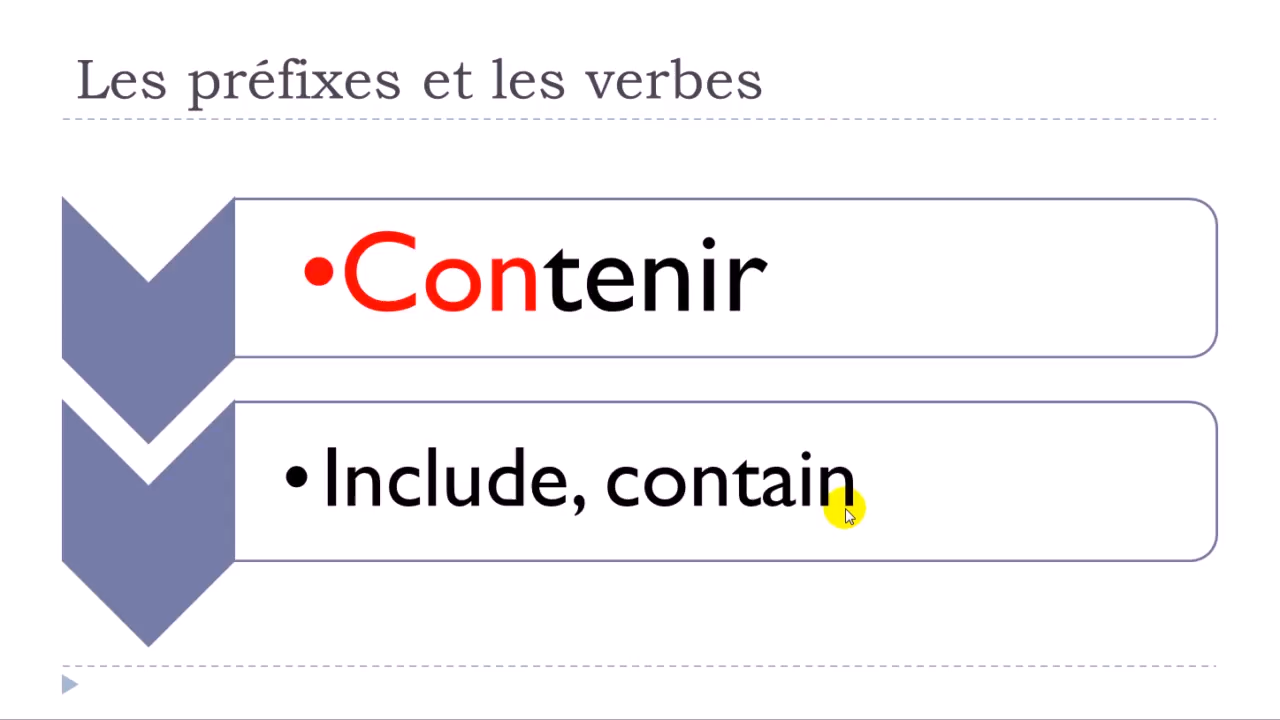 Les préfixes et les verbes
•Contenir
•Include, contain